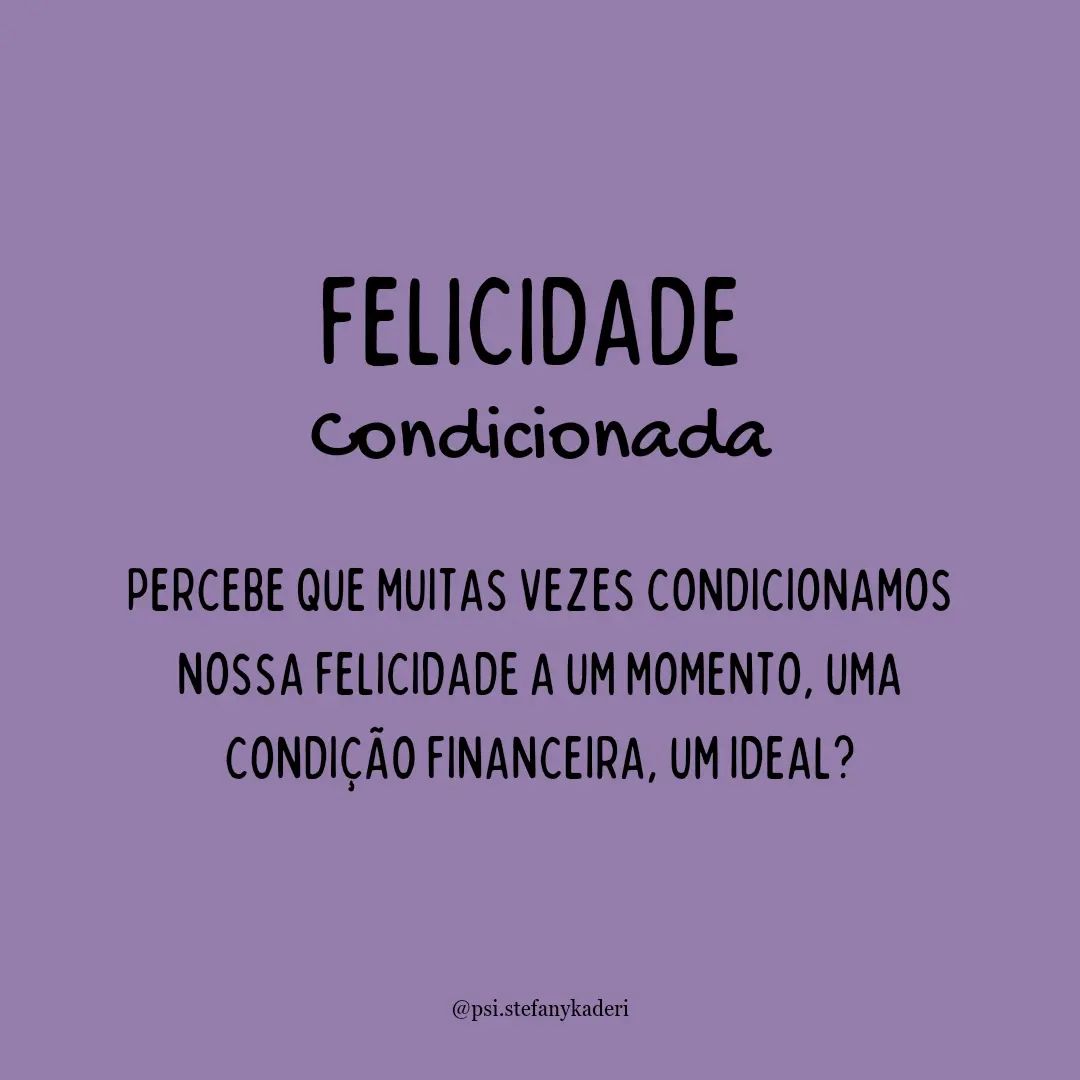 FELICIDADE
Condicionada
PERCEBE QUE MUITAS VEZES CONDICIONAMOS
NOSSA FELICIDADE A UM MOMENTO, UMA
CONDIÇÃO FINANCEIRA, UM IDEAL?
@psi.stefanykaderi